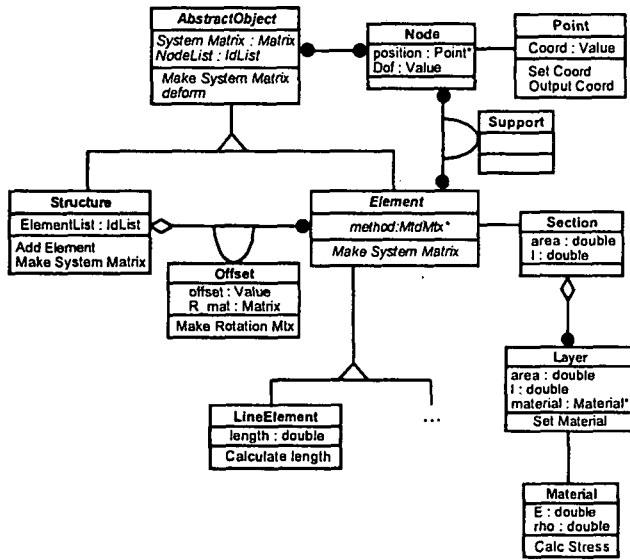 AbstractObject
System Matrix : Matrix
NodeList : IdList
Make System Matrix
deform
Node
position : Point*
Dof : Value
Point
Coord : Value
Set Coord
Output Coord
Support
Structure
ElementList : IdList
Add Element
Make System Matrix
Element
method:MtdMtx*
Make System Matrix
Section
area : double
I : double
Offset
offset : Value
R_mat : Matrix
Make Rotation Mtx
Layer
area : double
I : double
material : Material*
Set Material
LineElement
length : double
Calculate length
...
Material
E : double
rho : double
Calc Stress